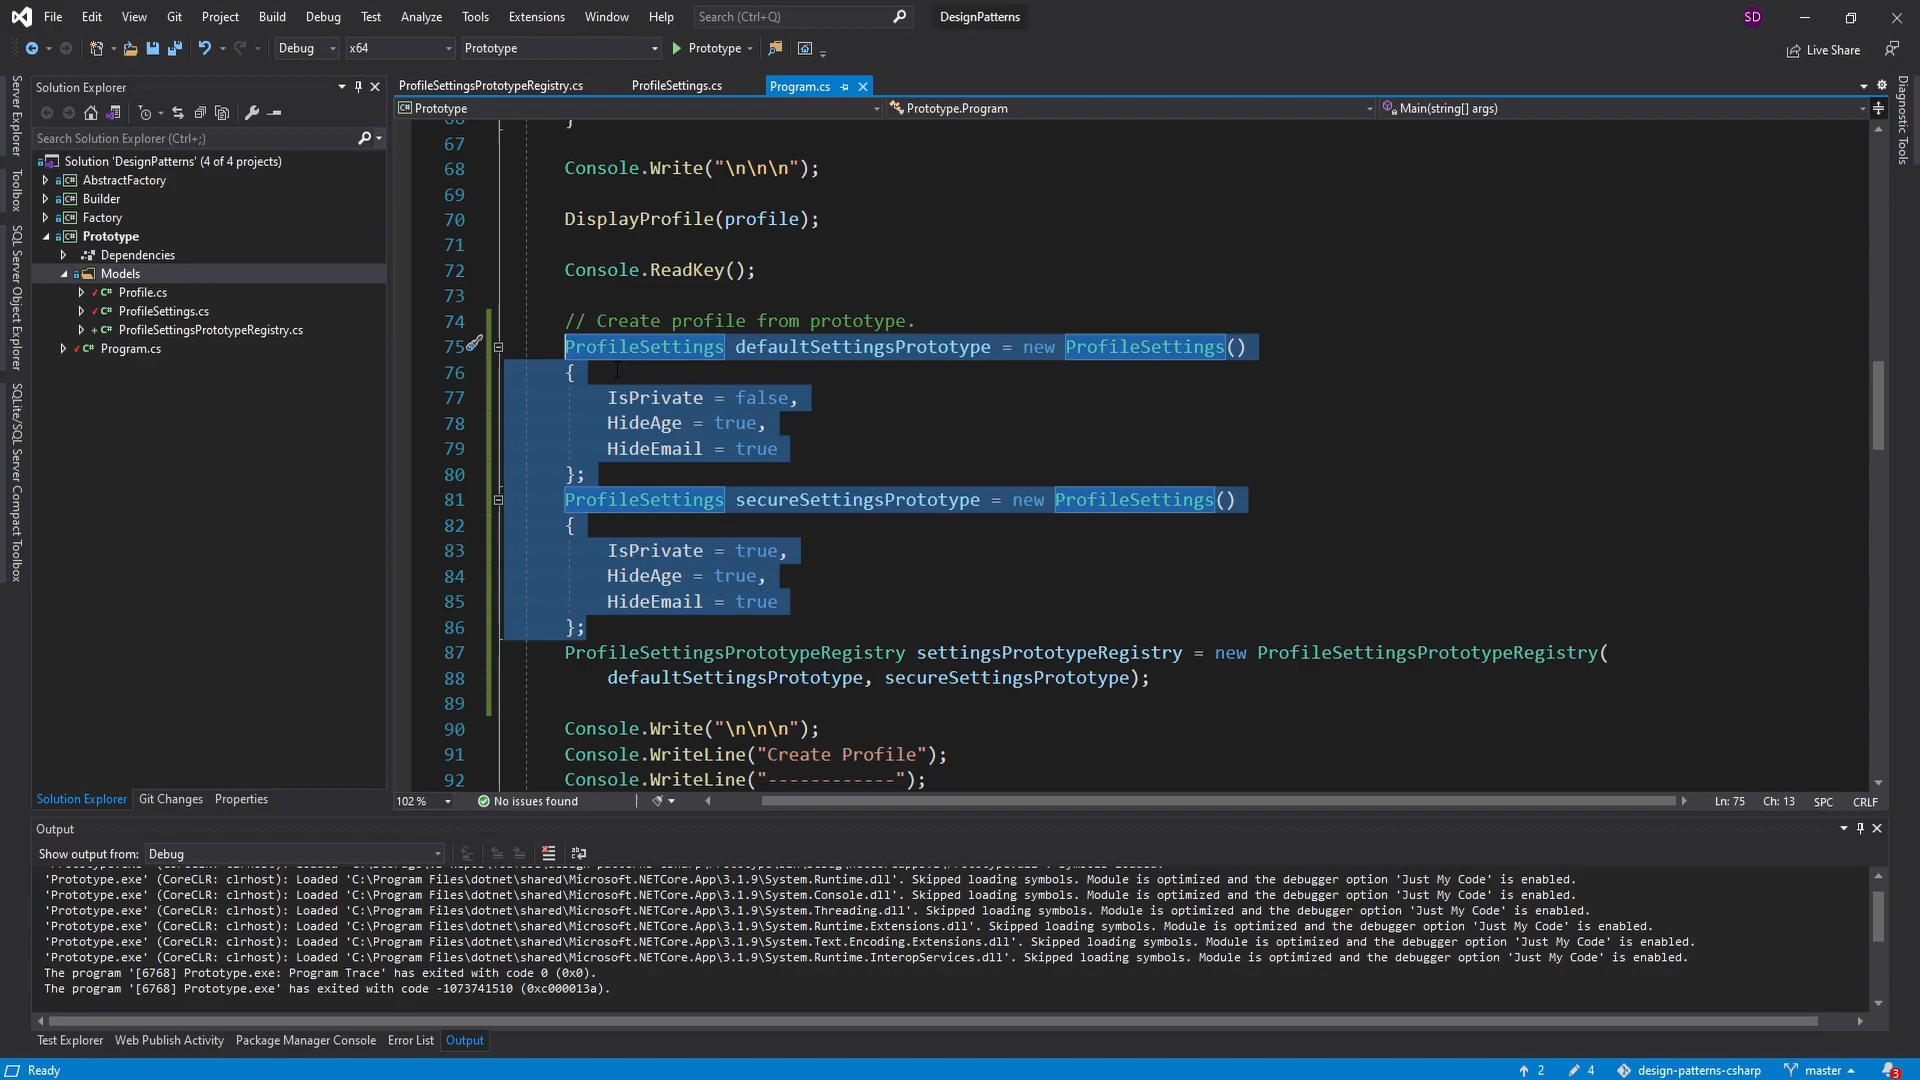 File Edit View Git Project Build Debug Test Analyze Tools Extensions Window Help Search (Ctrl+Q) DesignPatterns SD
Debug x64 Prototype Prototype Live Share
Server Explorer
Toolbox
SQL Server Object Explorer
SQLite/SQL Server Compact Toolbox
Solution Explorer
Search Solution Explorer (Ctrl+;)
Solution 'DesignPatterns' (4 of 4 projects)
AbstractFactory
Builder
Factory
Prototype
Dependencies
Models
Profile.cs
ProfileSettings.cs
ProfileSettingsPrototypeRegistry.cs
Program.cs
Solution Explorer Git Changes Properties
ProfileSettingsPrototypeRegistry.cs ProfileSettings.cs Program.cs
Prototype Prototype.Program Main(string[] args)
Diagnostic Tools
66 }
67
68 Console.Write("\n\n\n");
69
70 DisplayProfile(profile);
71
72 Console.ReadKey();
73
74 // Create profile from prototype.
75 ProfileSettings defaultSettingsPrototype = new ProfileSettings()
76 {
77 IsPrivate = false,
78 HideAge = true,
79 HideEmail = true
80 };
81 ProfileSettings secureSettingsPrototype = new ProfileSettings()
82 {
83 IsPrivate = true,
84 HideAge = true,
85 HideEmail = true
86 };
87 ProfileSettingsPrototypeRegistry settingsPrototypeRegistry = new ProfileSettingsPrototypeRegistry(
88 defaultSettingsPrototype, secureSettingsPrototype);
89
90 Console.Write("\n\n\n");
91 Console.WriteLine("Create Profile");
92 Console.WriteLine("------------");
102 % No issues found Ln: 75 Ch: 13 SPC CRLF
Output
Show output from: Debug
'Prototype.exe' (CoreCLR: clrhost): Loaded 'C:\Program Files\dotnet\shared\Microsoft.NETCore.App\3.1.9\System.Runtime.dll'. Skipped loading symbols. Module is optimized and the debugger option 'Just My Code' is enabled.
'Prototype.exe' (CoreCLR: clrhost): Loaded 'C:\Program Files\dotnet\shared\Microsoft.NETCore.App\3.1.9\System.Console.dll'. Skipped loading symbols. Module is optimized and the debugger option 'Just My Code' is enabled.
'Prototype.exe' (CoreCLR: clrhost): Loaded 'C:\Program Files\dotnet\shared\Microsoft.NETCore.App\3.1.9\System.Threading.dll'. Skipped loading symbols. Module is optimized and the debugger option 'Just My Code' is enabled.
'Prototype.exe' (CoreCLR: clrhost): Loaded 'C:\Program Files\dotnet\shared\Microsoft.NETCore.App\3.1.9\System.Runtime.Extensions.dll'. Skipped loading symbols. Module is optimized and the debugger option 'Just My Code' is enabled.
'Prototype.exe' (CoreCLR: clrhost): Loaded 'C:\Program Files\dotnet\shared\Microsoft.NETCore.App\3.1.9\System.Text.Encoding.Extensions.dll'. Skipped loading symbols. Module is optimized and the debugger option 'Just My Code' is enabled.
'Prototype.exe' (CoreCLR: clrhost): Loaded 'C:\Program Files\dotnet\shared\Microsoft.NETCore.App\3.1.9\System.Runtime.InteropServices.dll'. Skipped loading symbols. Module is optimized and the debugger option 'Just My Code' is enabled.
The program '[6768] Prototype.exe: Program Trace' has exited with code 0 (0x0).
The program '[6768] Prototype.exe' has exited with code -1073741510 (0xc000013a).
Test Explorer Web Publish Activity Package Manager Console Error List Output
Ready 2 4 design-patterns-csharp master 3